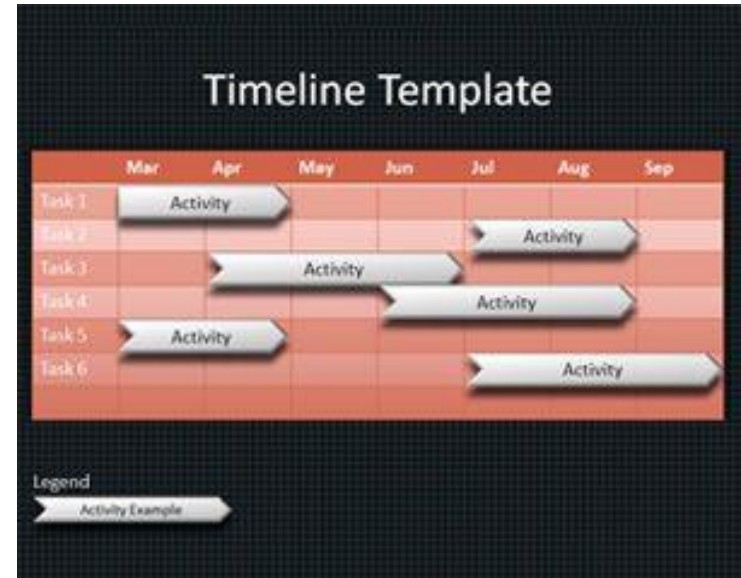 Timeline Template
Mar Apr May Jun Jul Aug Sep
Task 1 Activity
Task 2 Activity
Task 3 Activity
Task 4 Activity
Task 5 Activity
Task 6 Activity
Legend
Activity Example